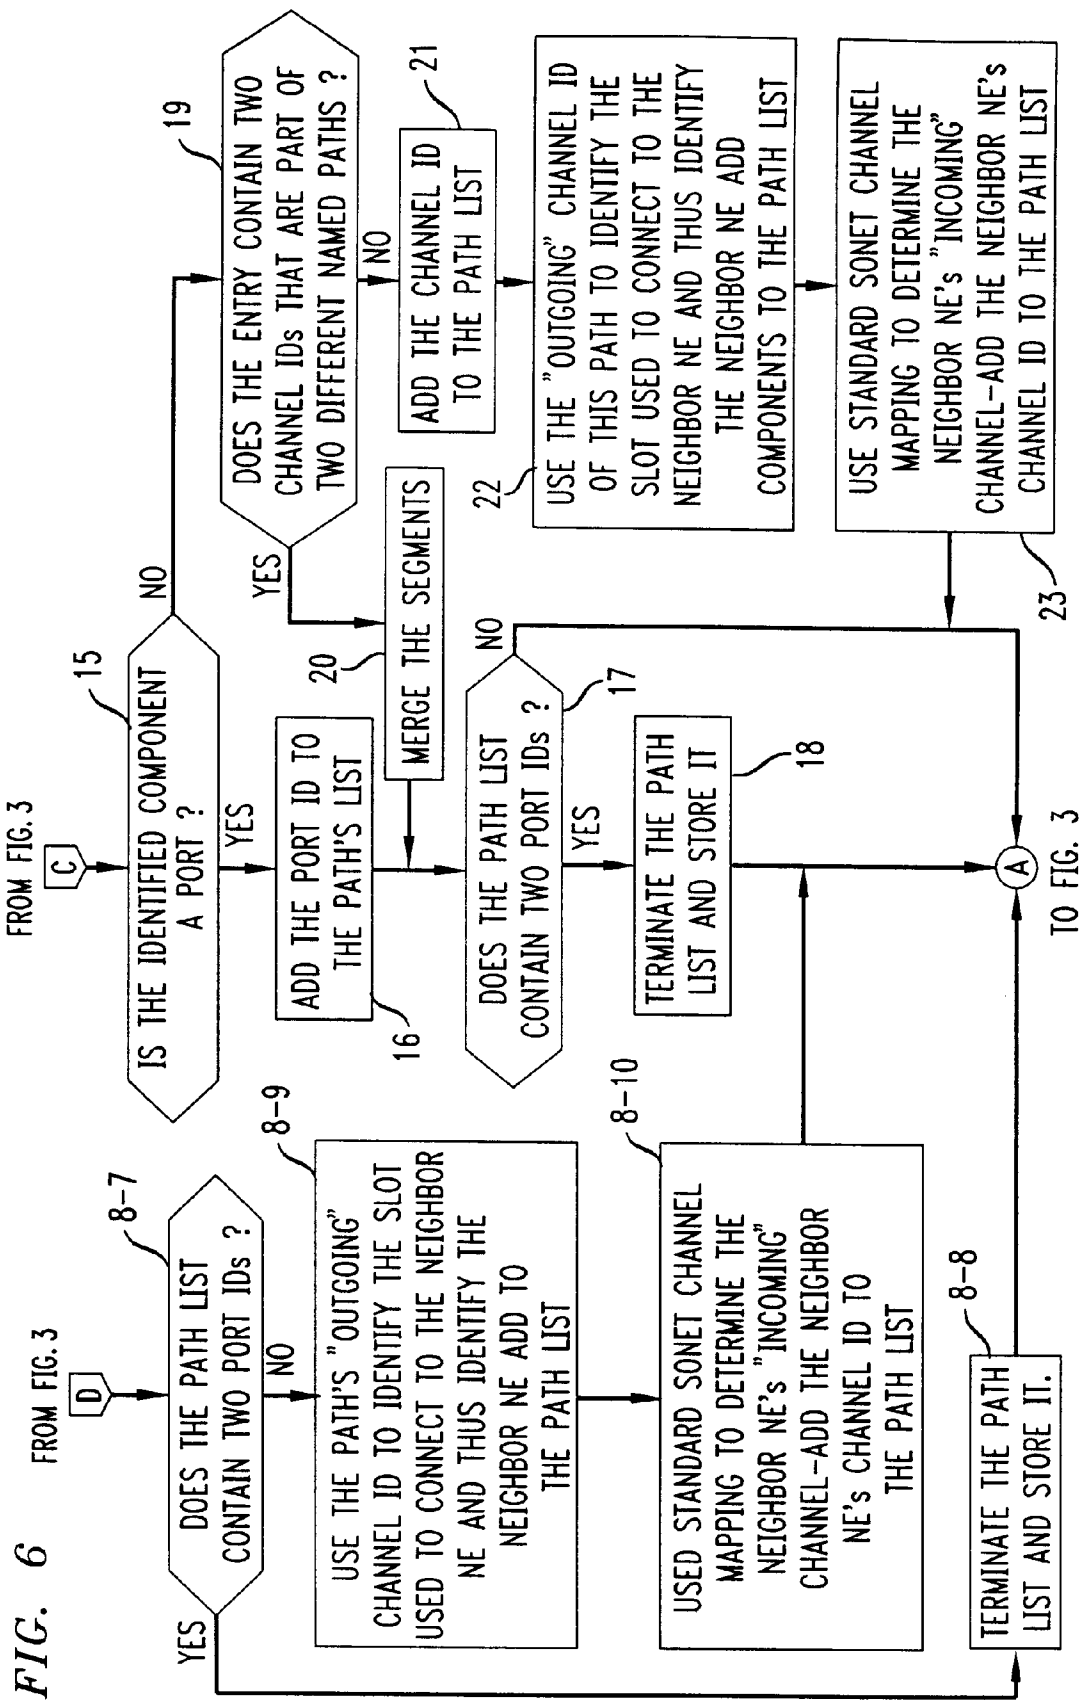 FIG. 6
FROM FIG.3
D
8-7
DOES THE PATH LIST
CONTAIN TWO PORT IDs ?
YES
NO
8-9
USE THE PATH'S "OUTGOING"
CHANNEL ID TO IDENTIFY THE SLOT
USED TO CONNECT TO THE NEIGHBOR
NE AND THUS IDENTIFY THE
NEIGHBOR NE ADD TO
THE PATH LIST
8-10
USED STANDARD SONET CHANNEL
MAPPING TO DETERMINE THE
NEIGHBOR NE's "INCOMING"
CHANNEL-ADD THE NEIGHBOR
NE's CHANNEL ID TO
THE PATH LIST
8-8
TERMINATE THE PATH
LIST AND STORE IT.
FROM FIG.3
C
15
IS THE IDENTIFIED COMPONENT
A PORT ?
NO
YES
16
ADD THE PORT ID TO
THE PATH'S LIST
20
MERGE THE SEGMENTS
17
DOES THE PATH LIST
CONTAIN TWO PORT IDs ?
NO
YES
18
TERMINATE THE PATH
LIST AND STORE IT
A
TO FIG. 3
19
DOES THE ENTRY CONTAIN TWO
CHANNEL IDs THAT ARE PART OF
TWO DIFFERENT NAMED PATHS ?
YES
NO
21
ADD THE CHANNEL ID
TO THE PATH LIST
22
USE THE "OUTGOING" CHANNEL ID
OF THIS PATH TO IDENTIFY THE
SLOT USED TO CONNECT TO THE
NEIGHBOR NE AND THUS IDENTIFY
THE NEIGHBOR NE ADD
COMPONENTS TO THE PATH LIST
USE STANDARD SONET CHANNEL
MAPPING TO DETERMINE THE
NEIGHBOR NE's "INCOMING"
CHANNEL-ADD THE NEIGHBOR NE's
CHANNEL ID TO THE PATH LIST
23